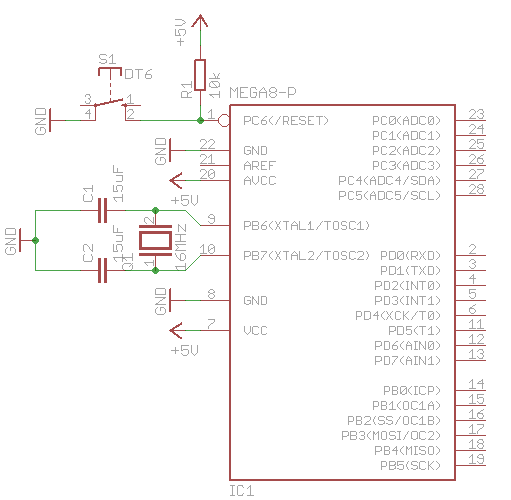 +5V
S1
DT6
3
1
4
2
GND
R1
10k
MEGA8-P
1
PC6(/RESET)
PC0(ADC0)
23
PC1(ADC1)
24
GND
22
GND
PC2(ADC2)
25
21
AREF
PC3(ADC3)
26
20
AVCC
PC4(ADC4/SDA)
27
+5V
PC5(ADC5/SCL)
28
C1
15uF
2
9
PB6(XTAL1/TOSC1)
GND
16MHz
C2
15uF
Q1
1
10
PB7(XTAL2/TOSC2)
PD0(RXD)
2
PD1(TXD)
3
PD2(INT0)
4
GND
8
GND
PD3(INT1)
5
PD4(XCK/T0)
6
7
VCC
PD5(T1)
11
+5V
PD6(AIN0)
12
PD7(AIN1)
13
PB0(ICP)
14
PB1(OC1A)
15
PB2(SS/OC1B)
16
PB3(MOSI/OC2)
17
PB4(MISO)
18
PB5(SCK)
19
IC1